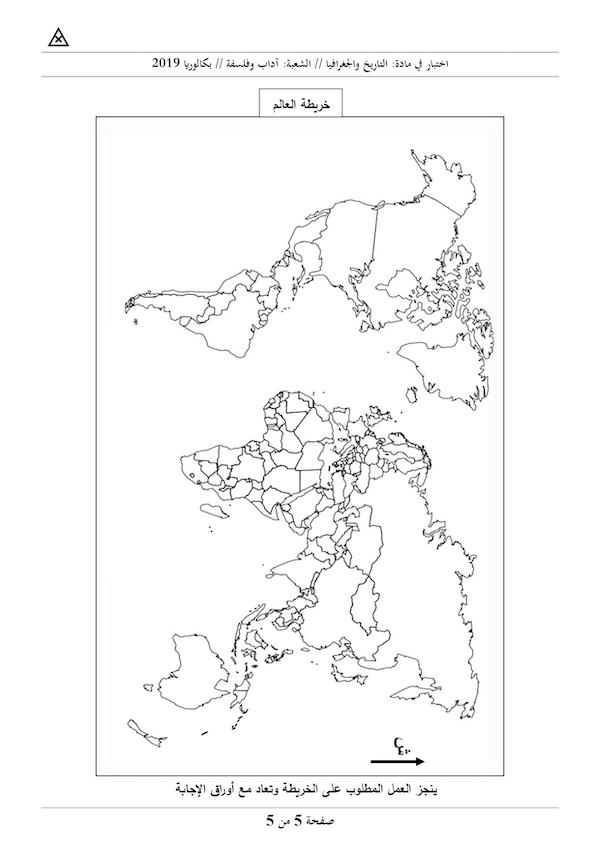 اختبار في مادة: التاريخ والجغرافيا // الشعبة: آداب وفلسفة // بكالوريا 2019
خريطة العالم
ينجز العمل المطلوب على الخريطة وتعاد مع أوراق الإجابة
صفحة 5 من 5